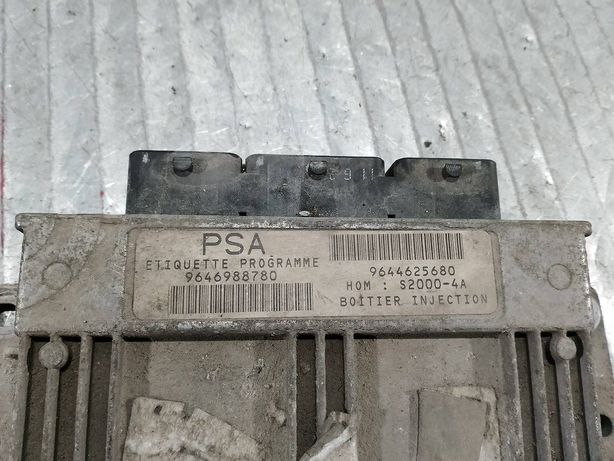 PSA
ETIQUETTE PROGRAMME
9646988780
9644625680
HOM : S2000-4A
BOITIER INJECTION